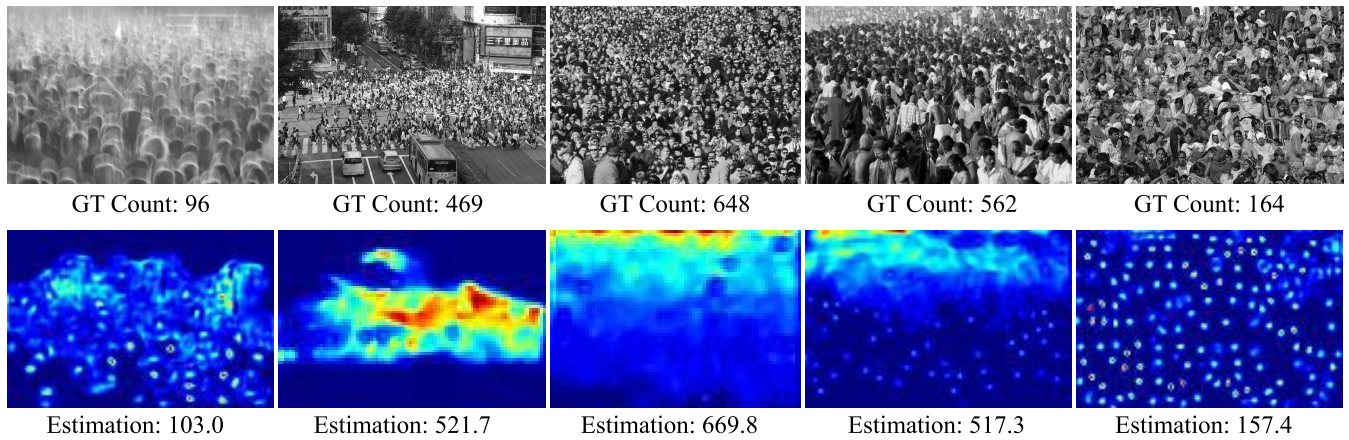 GT Count: 96
GT Count: 469
GT Count: 648
GT Count: 562
GT Count: 164
Estimation: 103.0
Estimation: 521.7
Estimation: 669.8
Estimation: 517.3
Estimation: 157.4